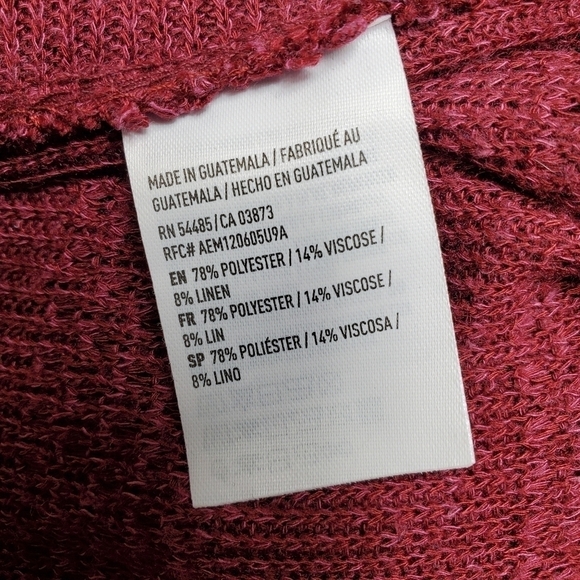 MADE IN GUATEMALA / FABRIQUÉ AU
GUATEMALA / HECHO EN GUATEMALA
RN 54485/CA 03873
RFC# AEM120605U9A
EN 78% POLYESTER / 14% VISCOSE /
8% LINEN
FR 78% POLYESTER / 14% VISCOSE /
8% LIN
SP 78% POLIÉSTER / 14% VISCOSA /
8% LINO